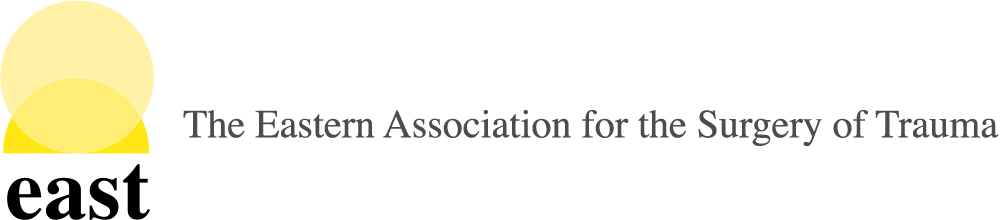 The Eastern Association for the Surgery of Trauma
east